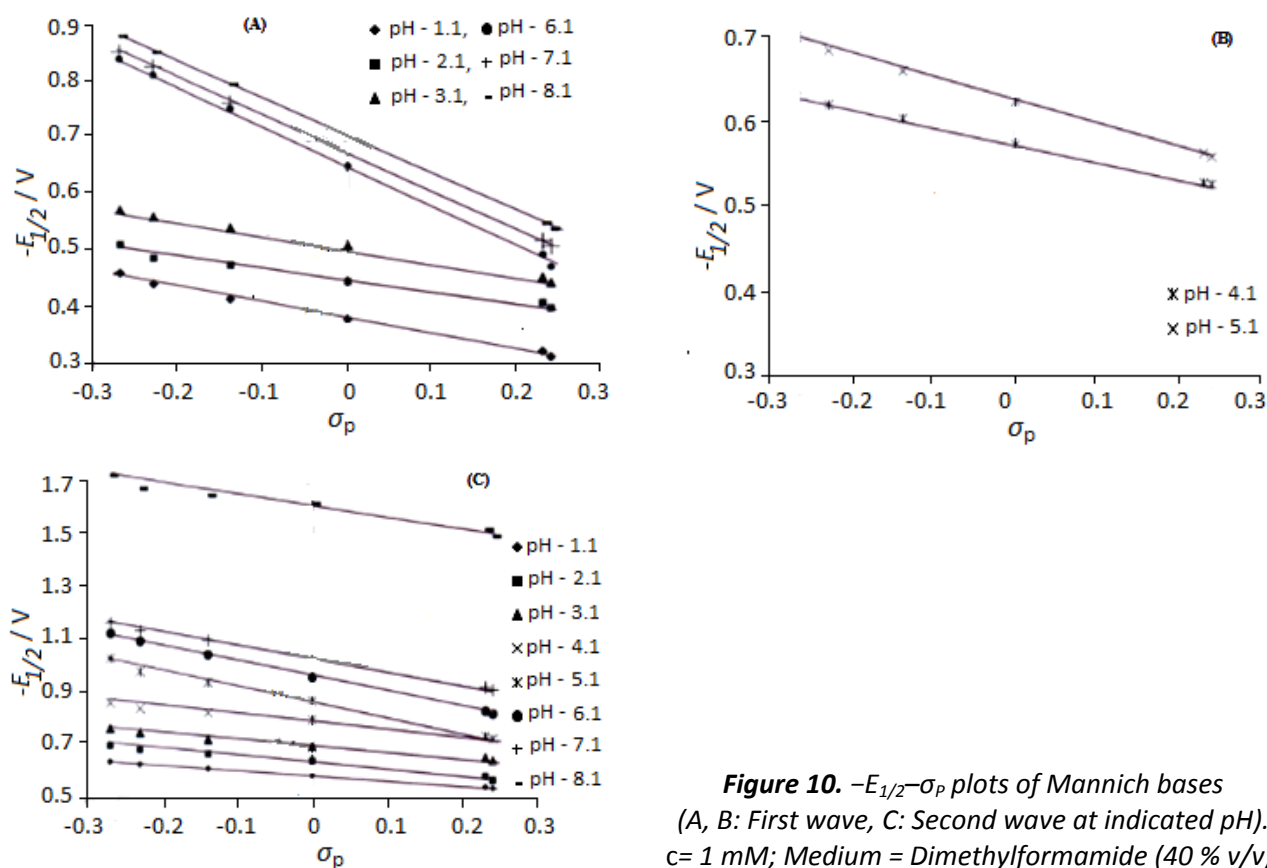 (A)
◆ pH - 1.1, ● pH - 6.1
■ pH - 2.1, + pH - 7.1
▲ pH - 3.1, - pH - 8.1
0.9
0.8
0.7
0.6
0.5
0.4
0.3
-E1/2 / V
-0.3 -0.2 -0.1 0 0.1 0.2 0.3
σp
(B)
0.7
0.6
0.5
0.4
0.3
-E1/2 / V
pH - 4.1
× pH - 5.1
-0.3 -0.2 -0.1 0 0.1 0.2 0.3
σp
(C)
1.7
1.5
1.3
1.1
0.9
0.7
0.5
-E1/2 / V
◆ pH - 1.1
■ pH - 2.1
▲ pH - 3.1
× pH - 4.1
pH - 5.1
● pH - 6.1
+ pH - 7.1
- pH - 8.1
-0.3 -0.2 -0.1 0 0.1 0.2 0.3
σp
Figure 10. −E1/2–σP plots of Mannich bases
(A, B: First wave, C: Second wave at indicated pH).
c= 1 mM; Medium = Dimethylformamide (40 % v/v)